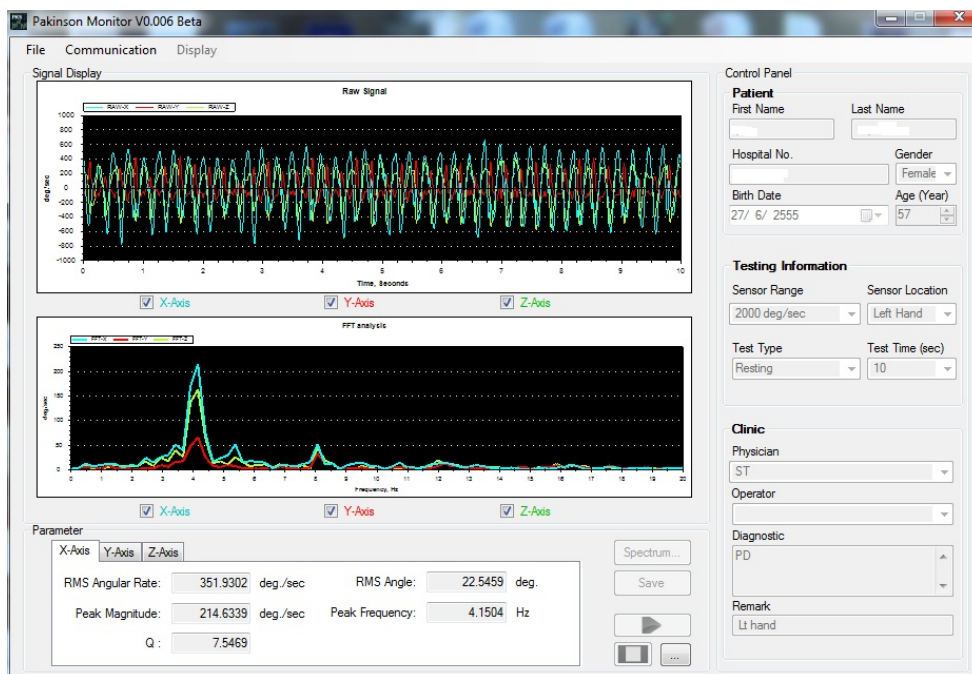 Pakinson Monitor V0.006 Beta
File Communication Display
Signal Display
Raw Signal
RAW-X RAW-Y RAW-Z
1000
800
600
400
200
0
-200
-400
-600
-800
-1000
deg/sec
0 1 2 3 4 5 6 7 8 9 10
Time, Seconds
X-Axis Y-Axis Z-Axis
FFT analysis
FFT-X FFT-Y FFT-Z
250
200
150
100
50
0
deg/sec
0 1 2 3 4 5 6 7 8 9 10 11 12 13 14 15 16 17 18 19 20
Frequency, Hz
X-Axis Y-Axis Z-Axis
Parameter
X-Axis Y-Axis Z-Axis
RMS Angular Rate: 351.9302 deg./sec RMS Angle: 22.5459 deg.
Peak Magnitude: 214.6339 deg./sec Peak Frequency: 4.1504 Hz
Q : 7.5469
Spectrum...
Save
...
Control Panel
Patient
First Name Last Name
Hospital No. Gender
Female
Birth Date Age (Year)
27/ 6/ 2555 57
Testing Information
Sensor Range Sensor Location
2000 deg/sec Left Hand
Test Type Test Time (sec)
Resting 10
Clinic
Physician
ST
Operator
Diagnostic
PD
Remark
Lt hand